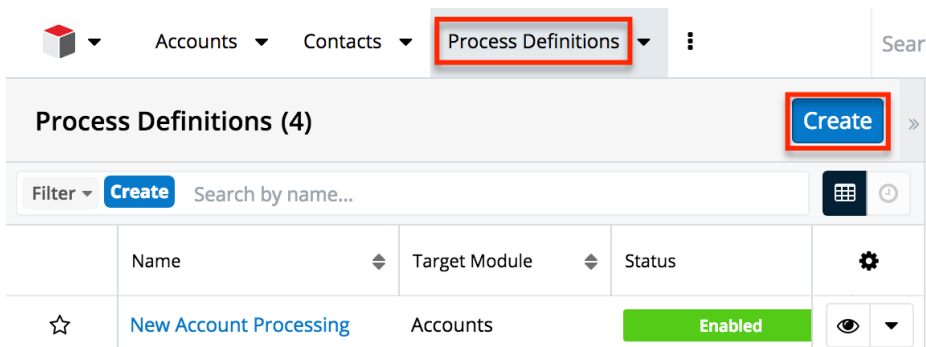 Accounts Contacts Process Definitions Sear
Process Definitions (4) Create »
Filter Create Search by name...
Name Target Module Status
New Account Processing Accounts Enabled